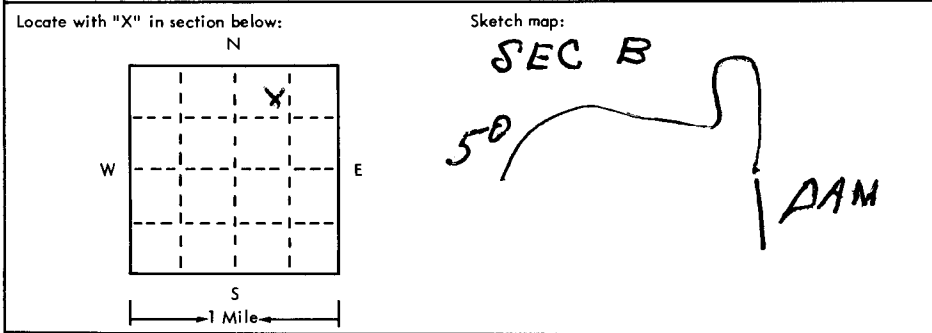 Locate with "X" in section below:
N
X
W
E
S
1 Mile
Sketch map:
SEC B
50
DAM